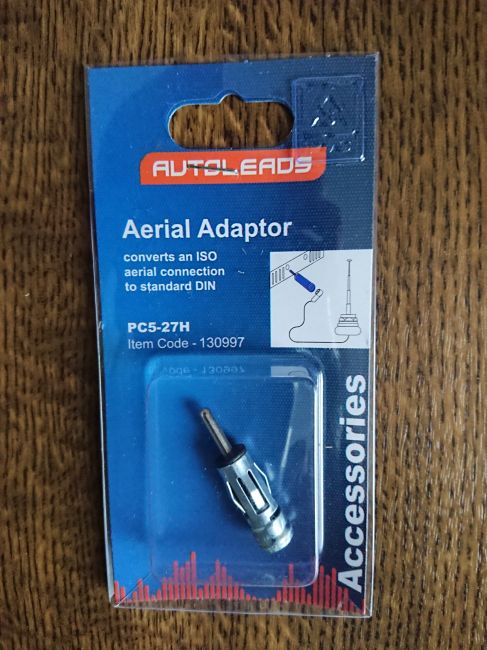 AUTOLEADS
Aerial Adaptor
converts an ISO
aerial connection
to standard DIN
PC5-27H
Item Code - 130997
Accessories